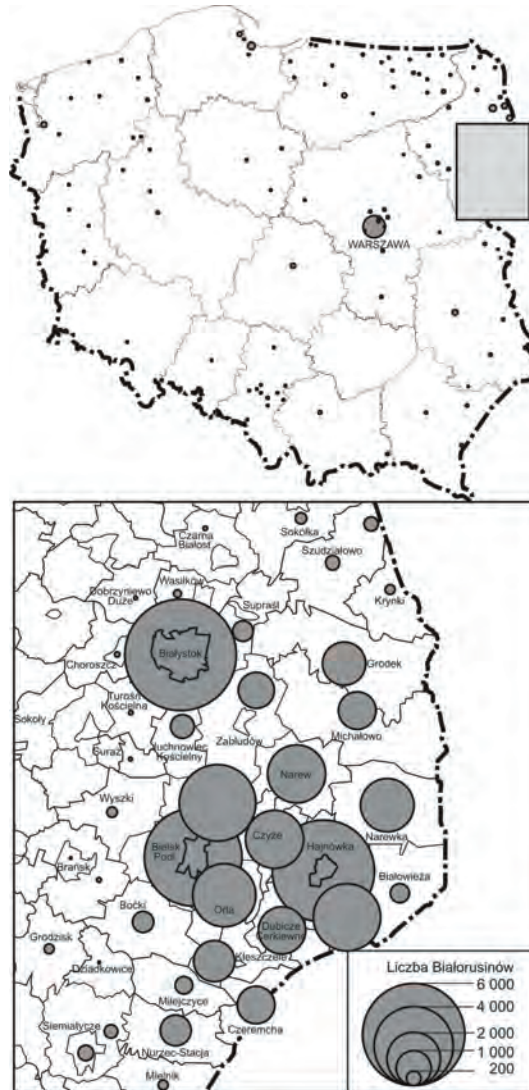 WARSZAWA
Czarna
Białost.
Sokółka
Szudziałowo
Dobrzyniewo
Duże
Wasilków
Krynki
Supraśl
Białystok
Choroszcz
Gródek
Turośń
Kościelna
Sokoły
Juchnowiec
Kościelny
Zabłudów
Michałowo
Suraż
Narew
Wyszki
Narewka
Czyże
Bielsk
Podl.
Hajnówka
Brańsk
Białowieża
Orla
Boćki
Dubicze
Cerkiewne
Grodzisk
Kleszczele
Dziadkowice
Milejczyce
Siemiatycze
Czeremcha
Nurzec-Stacja
Mielnik
Liczba Białorusinów
6 000
4 000
2 000
1 000
200